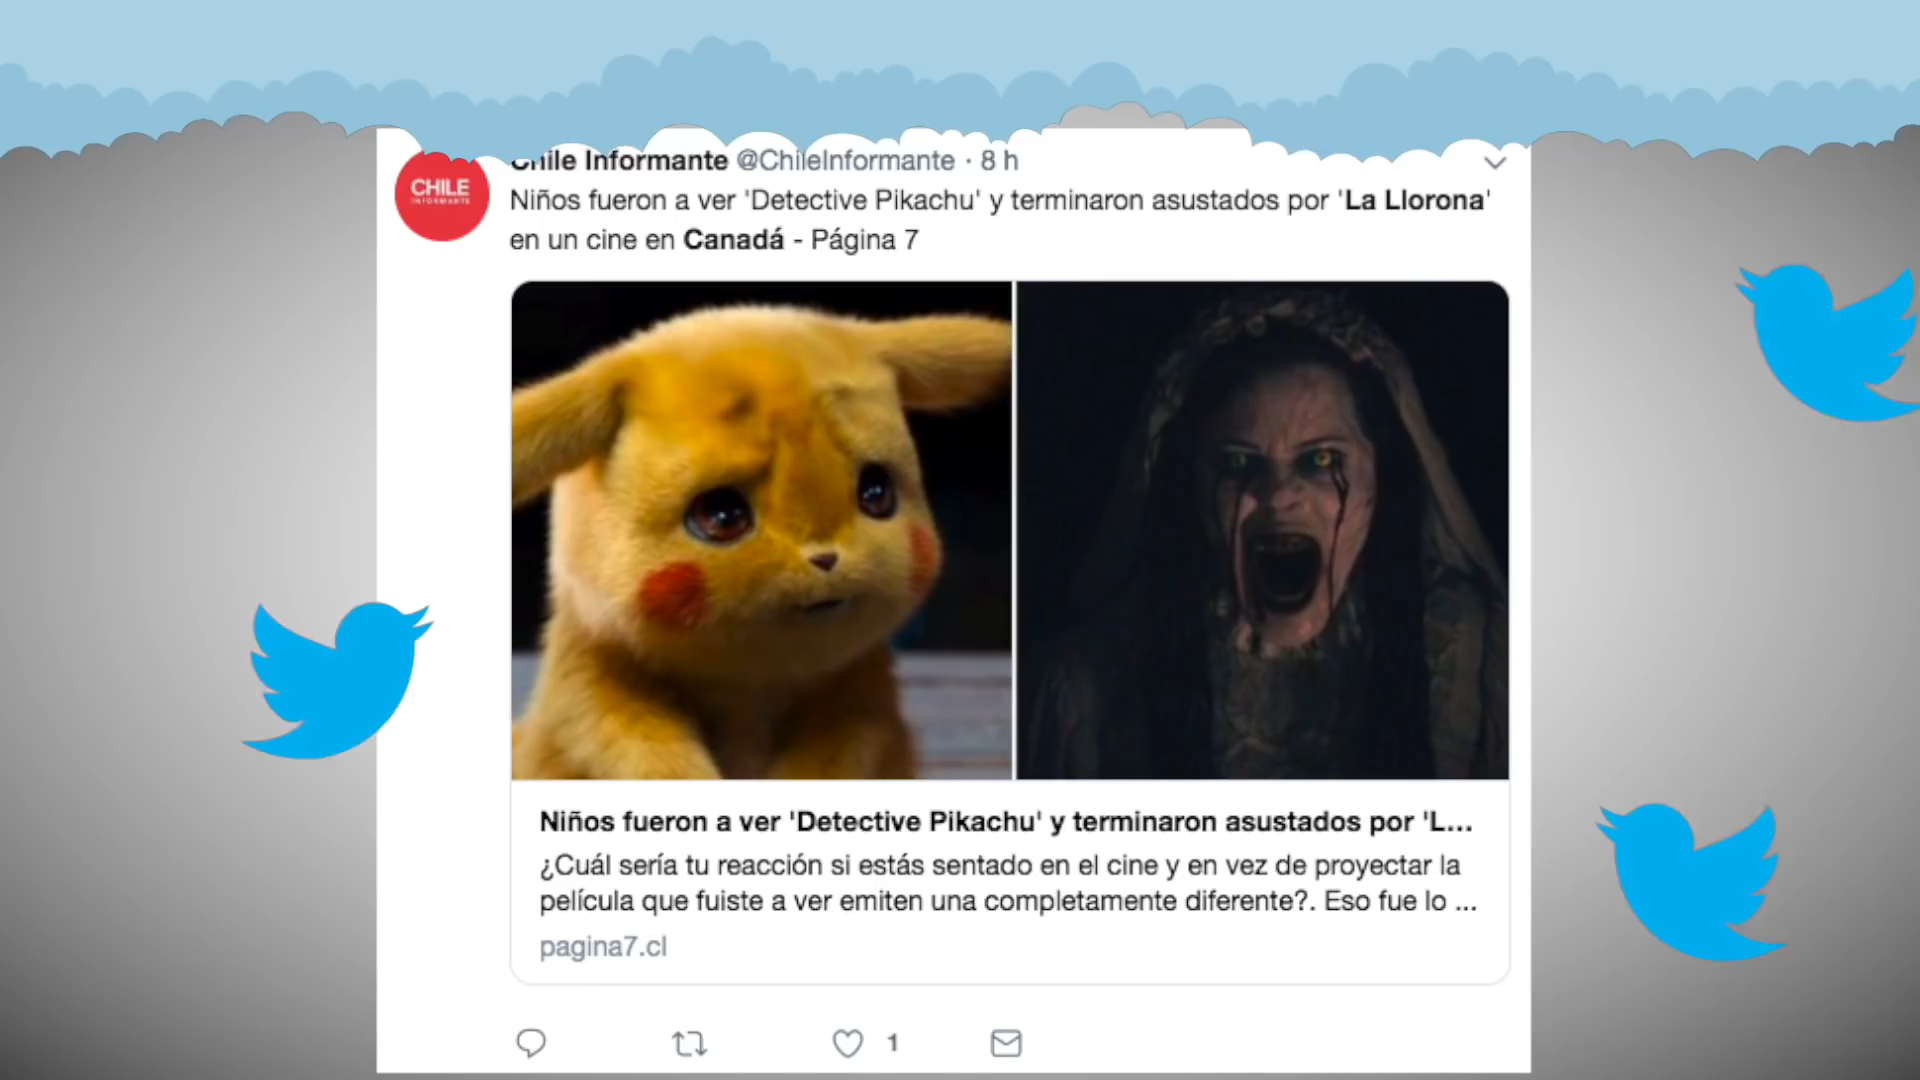 Chile Informante @ChileInformante · 8 h
CHILE
INFORMANTE
Niños fueron a ver 'Detective Pikachu' y terminaron asustados por 'La Llorona'
en un cine en Canadá - Página 7
Niños fueron a ver 'Detective Pikachu' y terminaron asustados por 'L...
¿Cuál sería tu reacción si estás sentado en el cine y en vez de proyectar la
película que fuiste a ver emiten una completamente diferente?. Eso fue lo ...
pagina7.cl
1